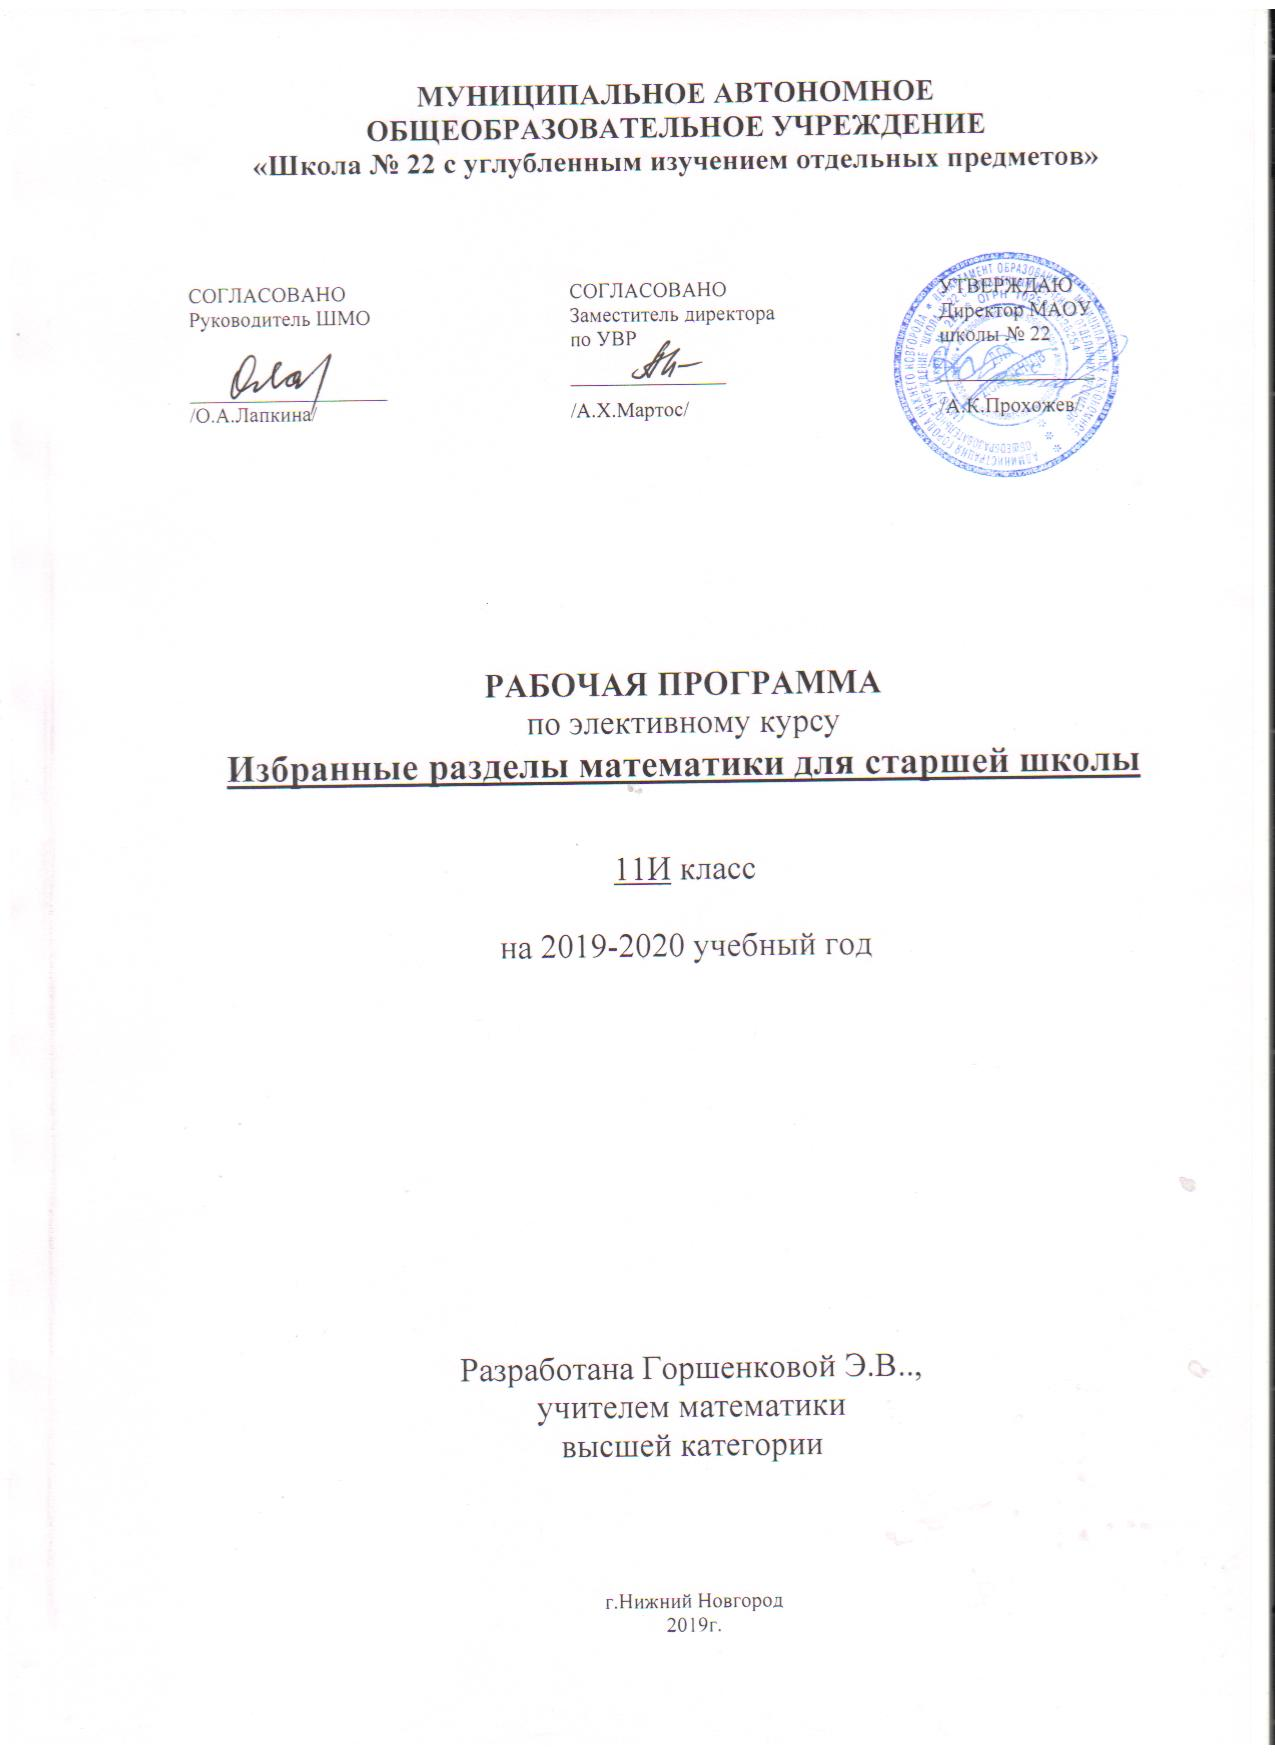 МУНИЦИПАЛЬНОЕ АВТОНОМНОЕ
ОБЩЕОБРАЗОВАТЕЛЬНОЕ УЧРЕЖДЕНИЕ
«Школа № 22 с углубленным изучением отдельных предметов»
СОГЛАСОВАНО
Руководитель ШМО
/О.А.Лапкина/
СОГЛАСОВАНО
Заместитель директора
по УВР
/А.Х.Мартос/
УТВЕРЖДАЮ
Директор МАОУ
школы № 22
/А.К.Прохожев/
РАБОЧАЯ ПРОГРАММА
по элективному курсу
Избранные разделы математики для старшей школы
11И класс
на 2019-2020 учебный год
Разработана Горшенковой Э.В..,
учителем математики
высшей категории
г.Нижний Новгород
2019г.